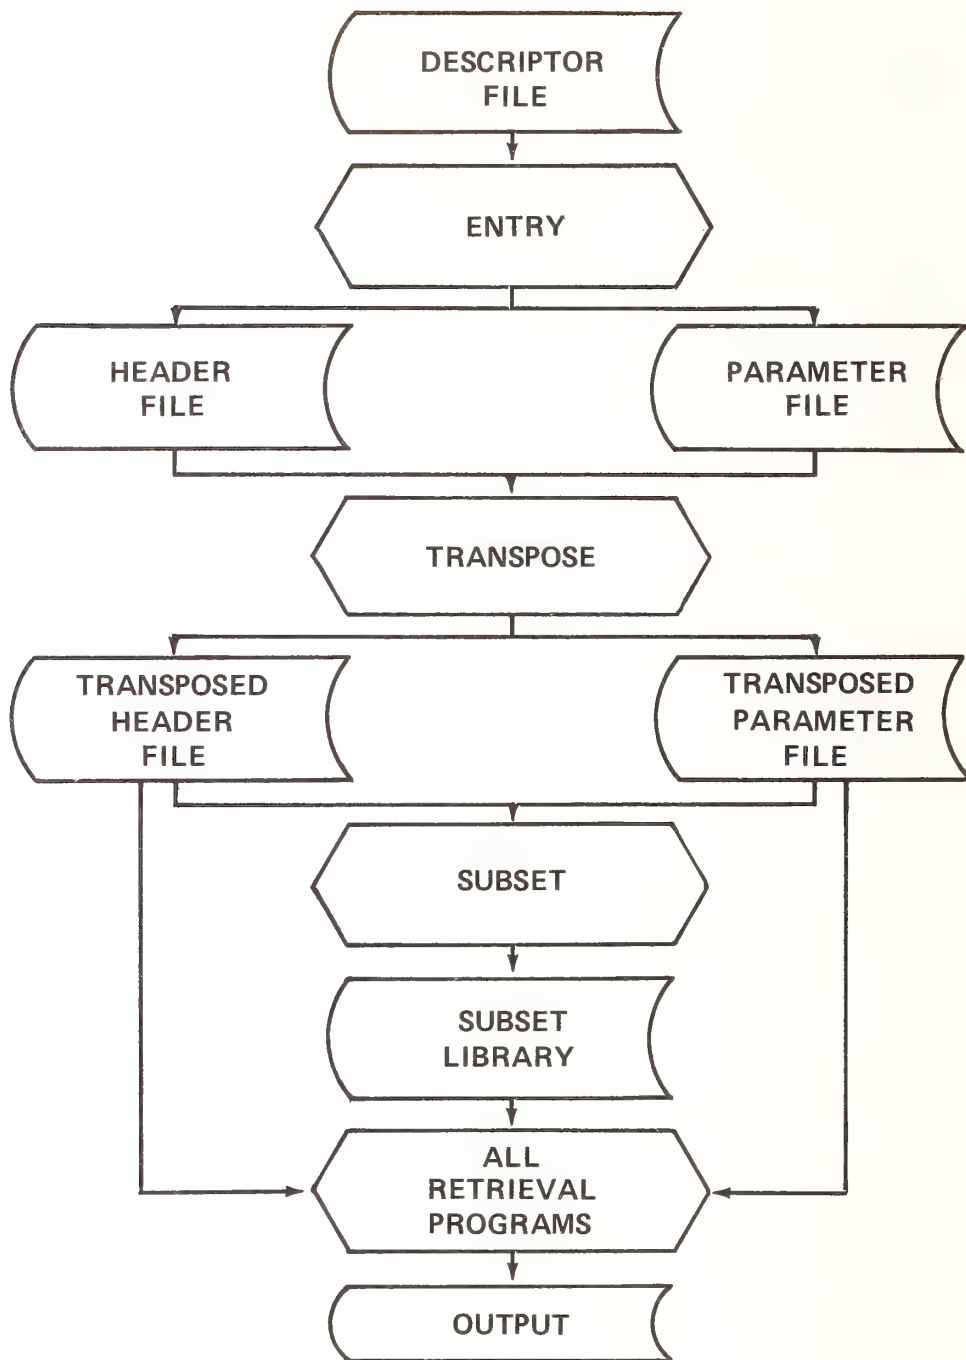 DESCRIPTOR
FILE
ENTRY
HEADER
FILE
PARAMETER
FILE
TRANSPOSE
TRANSPOSED
HEADER
FILE
TRANSPOSED
PARAMETER
FILE
SUBSET
SUBSET
LIBRARY
ALL
RETRIEVAL
PROGRAMS
OUTPUT